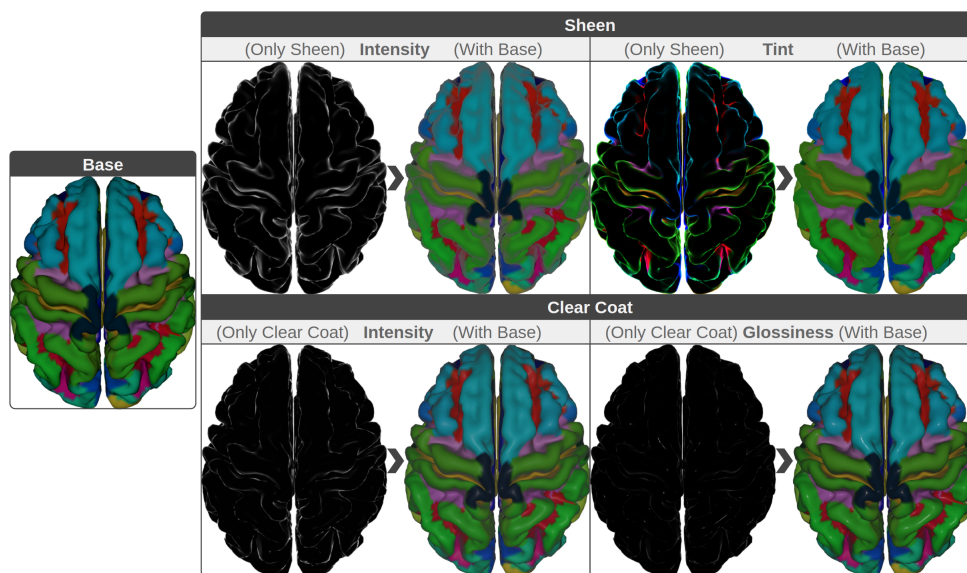 Sheen
(Only Sheen) Intensity (With Base) (Only Sheen) Tint (With Base)
Base
Clear Coat
(Only Clear Coat) Intensity (With Base) (Only Clear Coat) Glossiness (With Base)